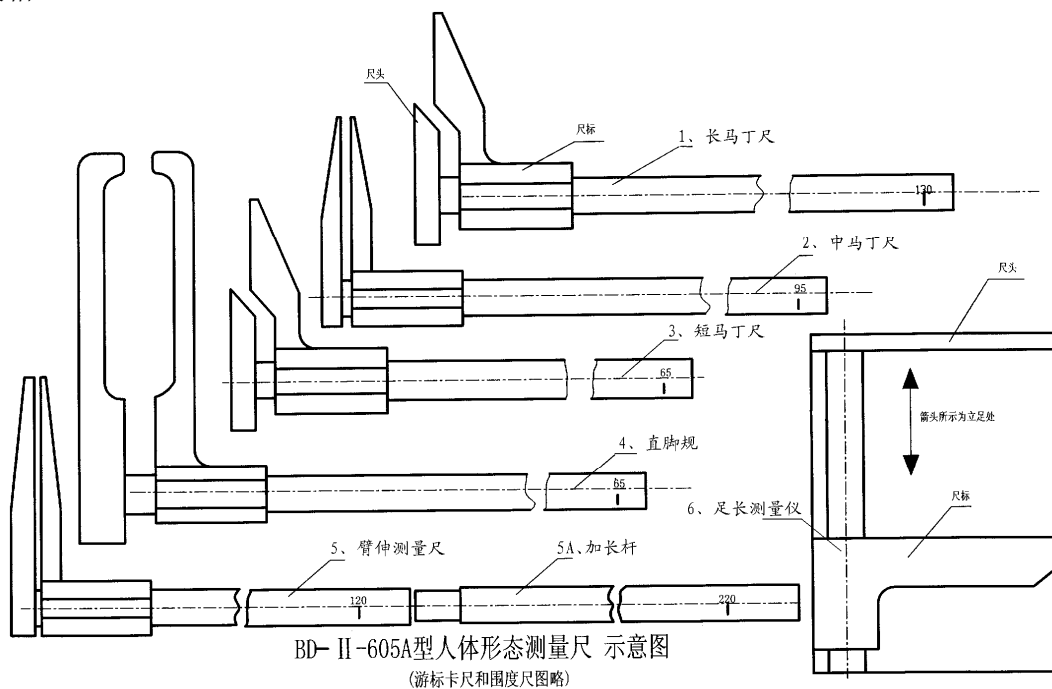 尺头
尺标
1、长马丁尺
130
2、中马丁尺
95
尺头
3、短马丁尺
65
箭头所示为立足处
4、直脚规
65
6、足长测量仪
尺标
5、臂伸测量尺
5A、加长杆
120
220
BD-Ⅱ-605A型人体形态测量尺 示意图
(游标卡尺和围度尺图略)